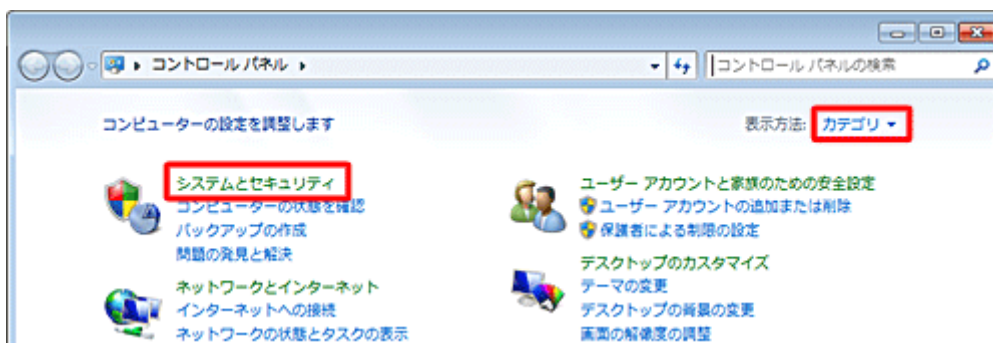 コントロール パネル
コントロール パネルの検索
コンピューターの設定を調整します
表示方法: カテゴリ
システムとセキュリティ
コンピューターの状態を確認
バックアップの作成
問題の発見と解決
ネットワークとインターネット
インターネットへの接続
ネットワークの状態とタスクの表示
ユーザー アカウントと家族のための安全設定
ユーザー アカウントの追加または削除
保護者による制限の設定
デスクトップのカスタマイズ
テーマの変更
デスクトップの背景の変更
画面の解像度の調整